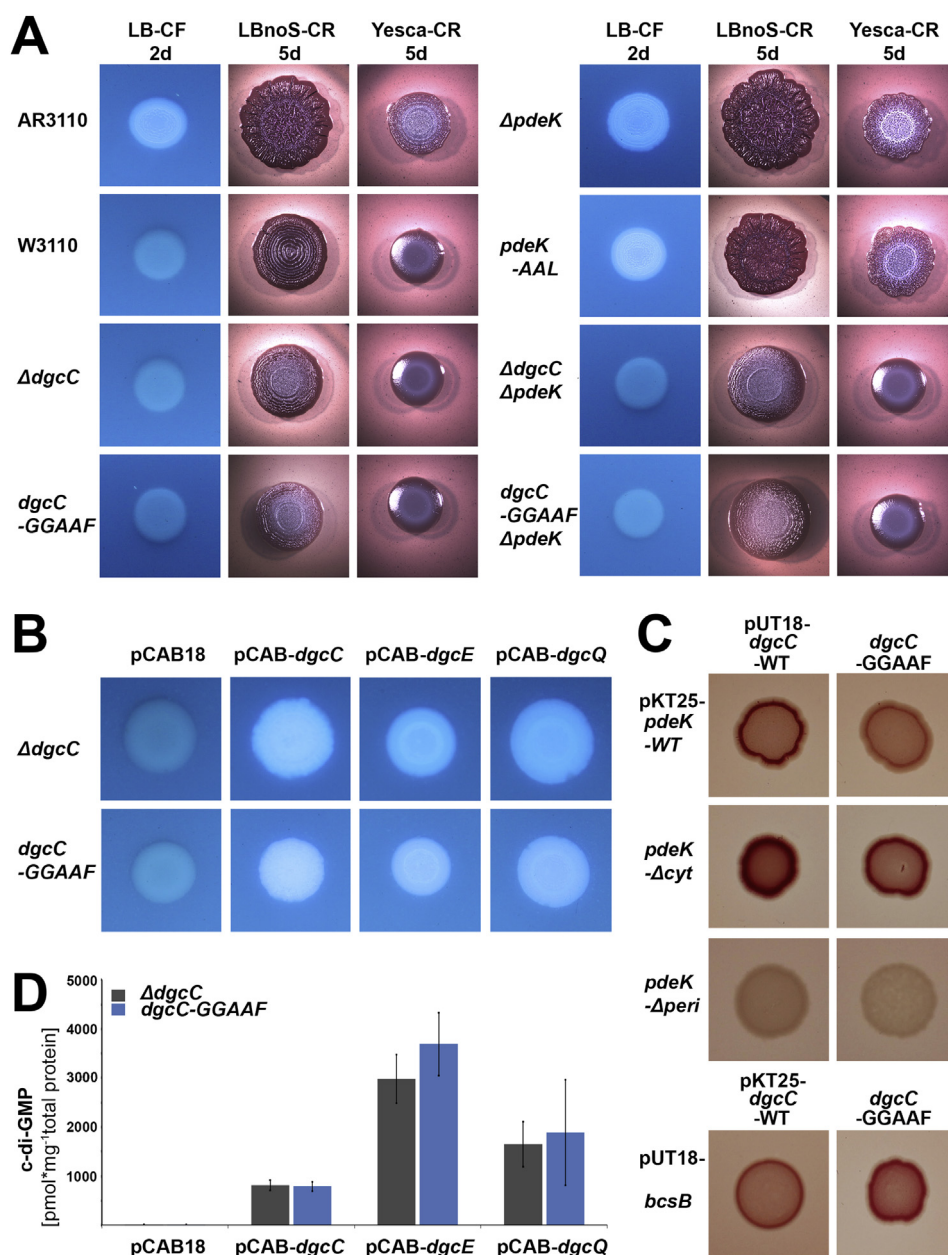 A
LB-CF
2d
LBnoS-CR
5d
Yesca-CR
5d
AR3110
W3110
ΔdgcC
dgcC
-GGAAF
LB-CF
2d
LBnoS-CR
5d
Yesca-CR
5d
ΔpdeK
pdeK
-AAL
ΔdgcC
ΔpdeK
dgcC
-GGAAF
ΔpdeK
B
pCAB18
pCAB-dgcC
pCAB-dgcE
pCAB-dgcQ
ΔdgcC
dgcC
-GGAAF
C
pUT18-
dgcC
-WT
dgcC
-GGAAF
pKT25-
pdeK
-WT
pdeK
-Δcyt
pdeK
-Δperi
pKT25-
dgcC
-WT
dgcC
-GGAAF
pUT18-
bcsB
D
ΔdgcC
dgcC-GGAAF
c-di-GMP
[pmol*mg⁻¹total protein]
5000
4000
3000
2000
1000
pCAB18
pCAB-dgcC
pCAB-dgcE
pCAB-dgcQ